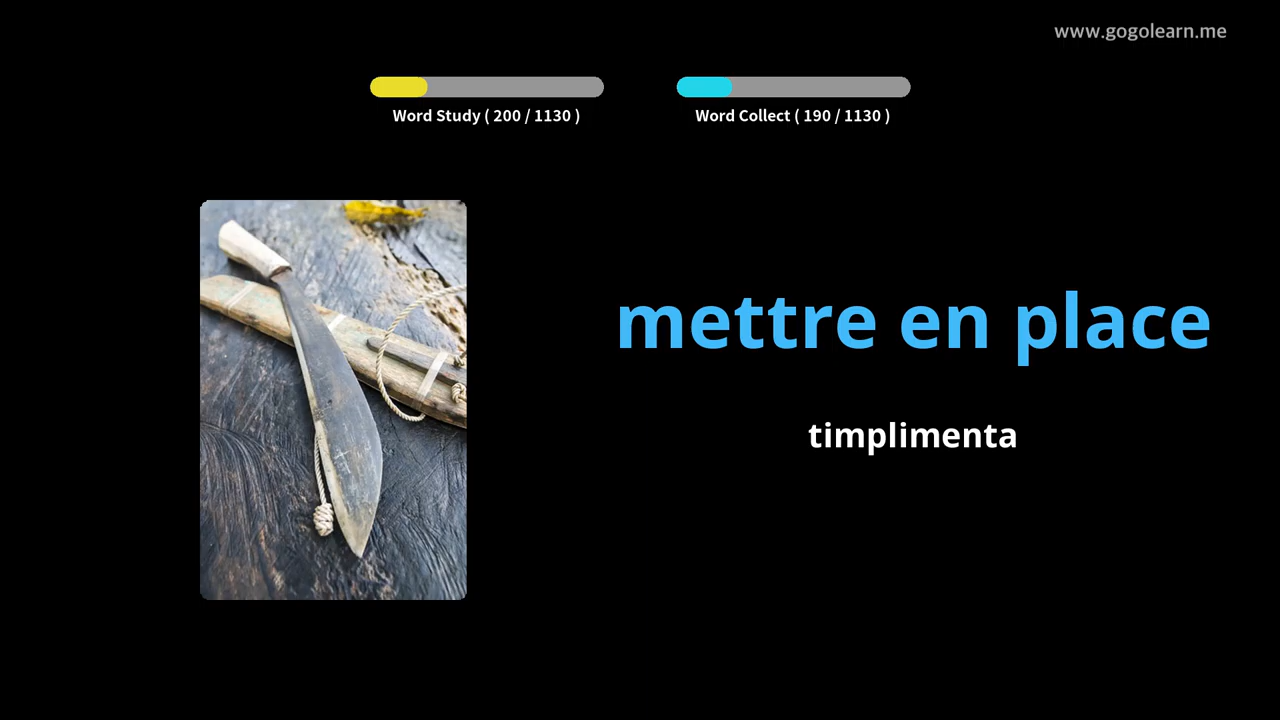 www.gogolearn.me
Word Study ( 200 / 1130 )
Word Collect ( 190 / 1130 )
mettre en place
timplimenta